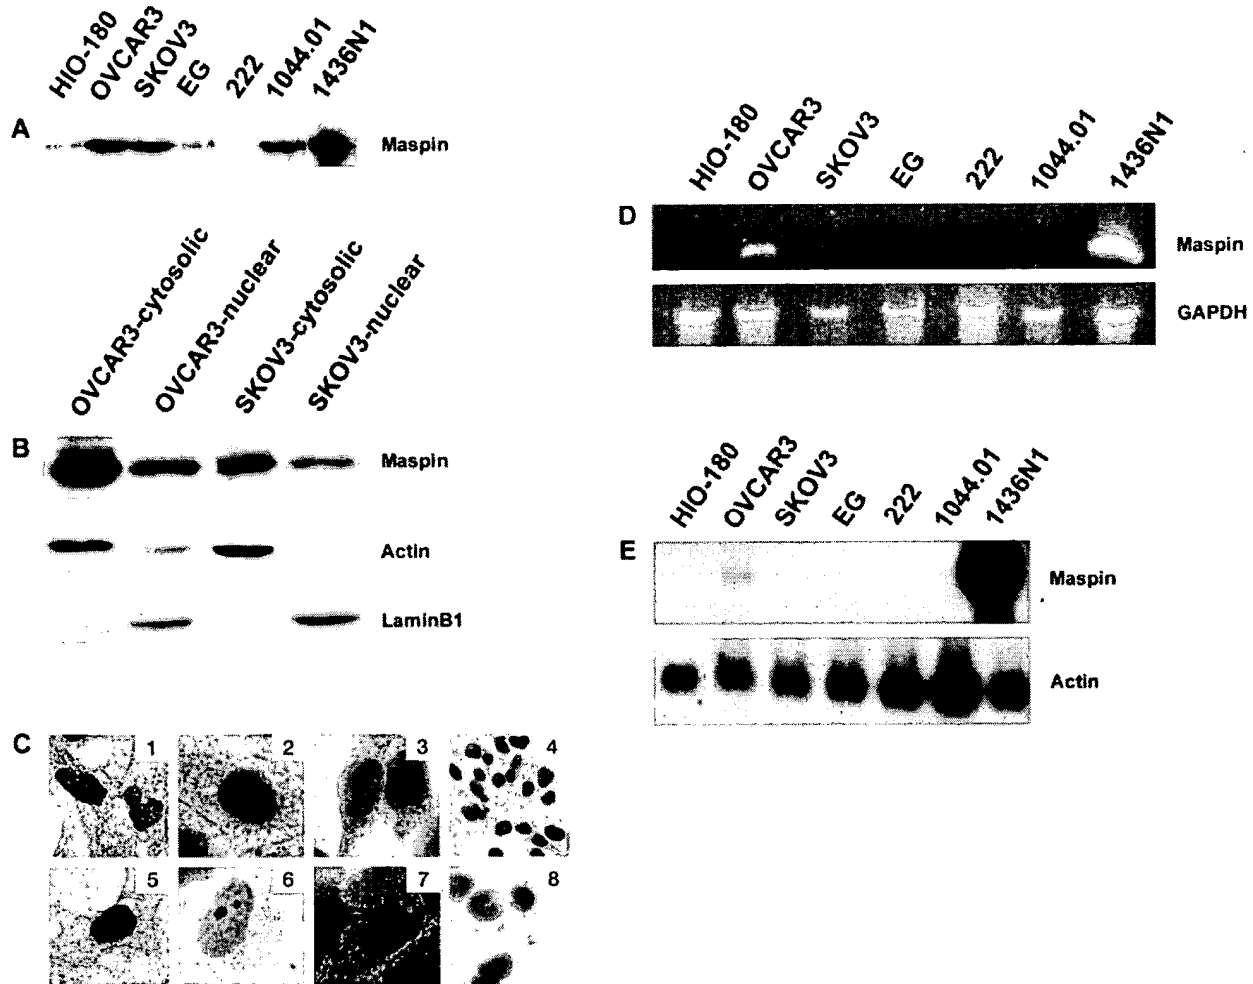 HIO-180 OVCAR3 SKOV3 EG 222 1044.01 1436N1
A Maspin
OVCAR3-cytosolic OVCAR3-nuclear SKOV3-cytosolic SKOV3-nuclear
B Maspin
Actin
LaminB1
C 1 2 3 4
5 6 7 8
HIO-180 OVCAR3 SKOV3 EG 222 1044.01 1436N1
D Maspin
GAPDH
HIO-180 OVCAR3 SKOV3 EG 222 1044.01 1436N1
E Maspin
Actin